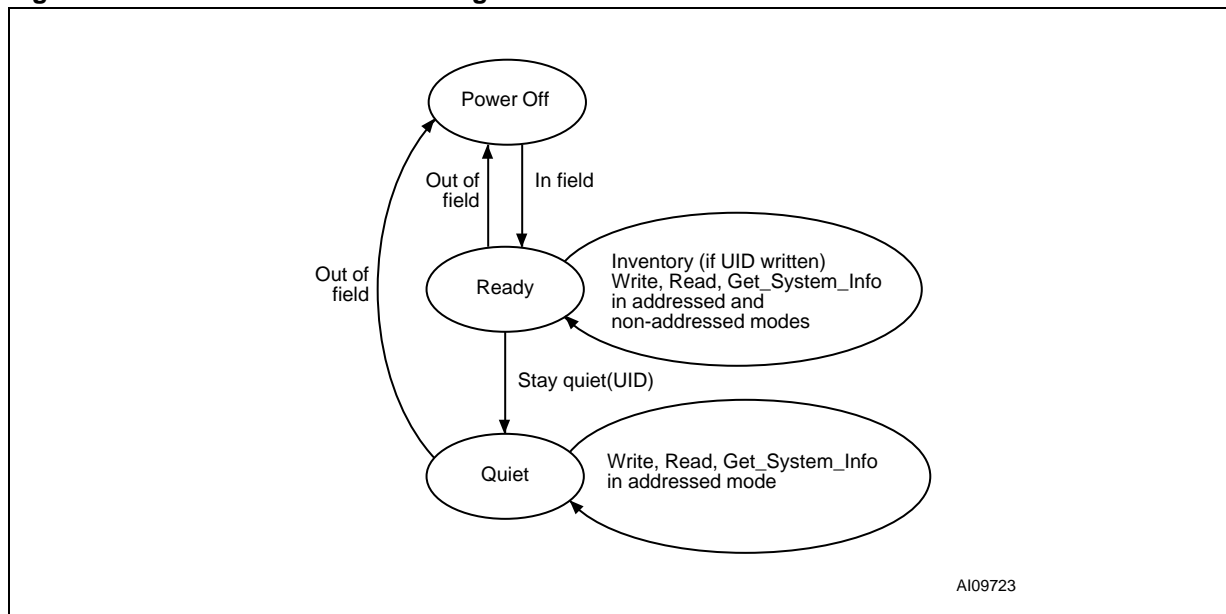 Power Off
Out of
field
In field
Out of
field
Ready
Inventory (if UID written)
Write, Read, Get_System_Info
in addressed and
non-addressed modes
Stay quiet(UID)
Quiet
Write, Read, Get_System_Info
in addressed mode
AI09723